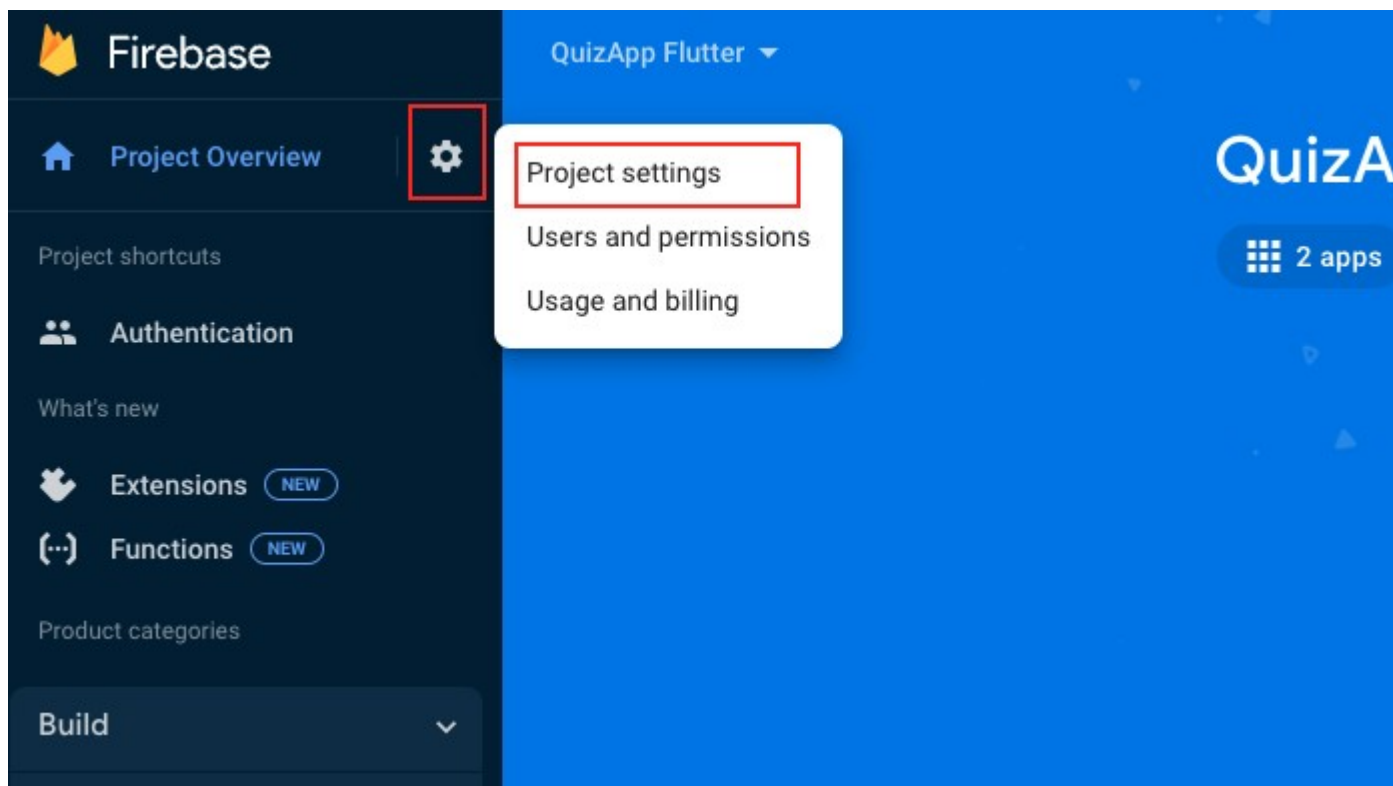 Firebase
QuizApp Flutter
Project Overview
Project settings
Users and permissions
Usage and billing
QuizA
2 apps
Project shortcuts
Authentication
What's new
Extensions NEW
Functions NEW
Product categories
Build